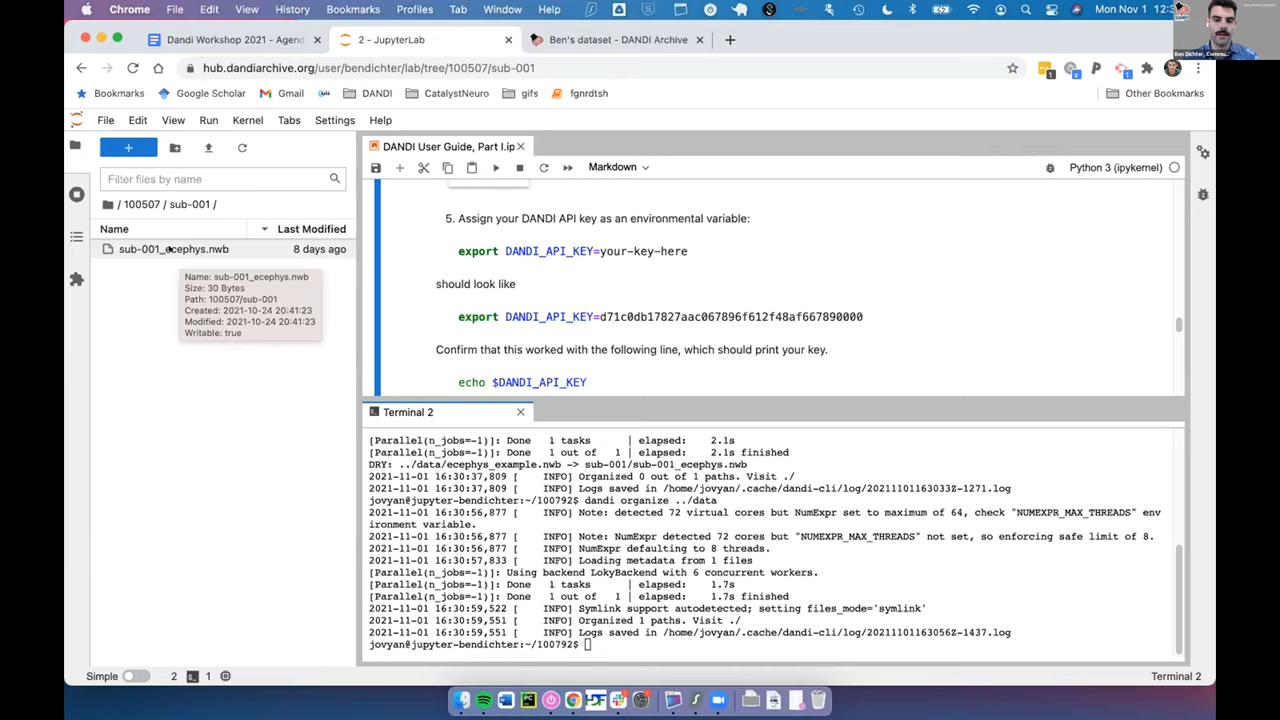 Chrome File Edit View History Bookmarks Profiles Tab Window Help
Mon Nov 1 12:3
Dandi Workshop 2021 - Agend
2 - JupyterLab
Ben's dataset - DANDI Archive
Ben Dichter, Commu...
hub.dandiarchive.org/user/bendichter/lab/tree/100507/sub-001
Bookmarks Google Scholar Gmail DANDI CatalystNeuro gifs fgnrdtsh Other Bookmarks
File Edit View Run Kernel Tabs Settings Help
DANDI User Guide, Part I.ip
Markdown
Python 3 (ipykernel)
Filter files by name
/ 100507 / sub-001 /
Name Last Modified
sub-001_ecephys.nwb 8 days ago
Name: sub-001_ecephys.nwb
Size: 30 Bytes
Path: 100507/sub-001
Created: 2021-10-24 20:41:23
Modified: 2021-10-24 20:41:23
Writable: true
5. Assign your DANDI API key as an environmental variable:
export DANDI_API_KEY=your-key-here
should look like
export DANDI_API_KEY=d71c0db17827aac067896f612f48af667890000
Confirm that this worked with the following line, which should print your key.
echo $DANDI_API_KEY
Terminal 2
[Parallel(n_jobs=-1)]: Done 1 tasks | elapsed: 2.1s
[Parallel(n_jobs=-1)]: Done 1 out of 1 | elapsed: 2.1s finished
DRY: ../data/ecephys_example.nwb -> sub-001/sub-001_ecephys.nwb
2021-11-01 16:30:37,809 [ INFO] Organized 0 out of 1 paths. Visit ./
2021-11-01 16:30:37,809 [ INFO] Logs saved in /home/jovyan/.cache/dandi-cli/log/20211101163033Z-1271.log
jovyan@jupyter-bendichter:~/100792$ dandi organize ../data
2021-11-01 16:30:56,877 [ INFO] Note: detected 72 virtual cores but NumExpr set to maximum of 64, check "NUMEXPR_MAX_THREADS" env
ironment variable.
2021-11-01 16:30:56,877 [ INFO] Note: NumExpr detected 72 cores but "NUMEXPR_MAX_THREADS" not set, so enforcing safe limit of 8.
2021-11-01 16:30:56,877 [ INFO] NumExpr defaulting to 8 threads.
2021-11-01 16:30:57,833 [ INFO] Loading metadata from 1 files
[Parallel(n_jobs=-1)]: Using backend LokyBackend with 6 concurrent workers.
[Parallel(n_jobs=-1)]: Done 1 tasks | elapsed: 1.7s
[Parallel(n_jobs=-1)]: Done 1 out of 1 | elapsed: 1.7s finished
2021-11-01 16:30:59,522 [ INFO] Symlink support autodetected; setting files_mode='symlink'
2021-11-01 16:30:59,551 [ INFO] Organized 1 paths. Visit ./
2021-11-01 16:30:59,551 [ INFO] Logs saved in /home/jovyan/.cache/dandi-cli/log/20211101163056Z-1437.log
jovyan@jupyter-bendichter:~/100792$
Simple 2 1 Terminal 2